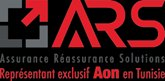 ARS
Assurance Réassurance Solutions
Représentant exclusif Aon en Tunisie